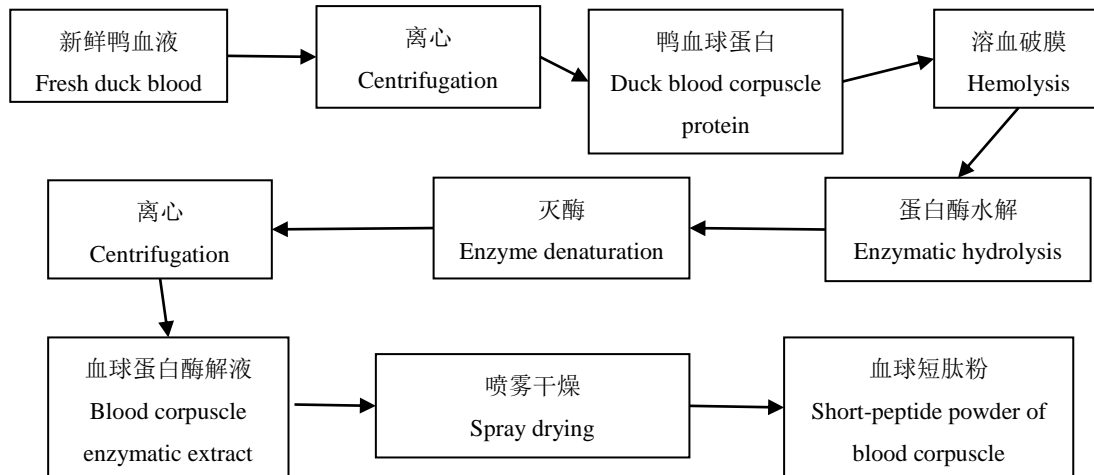 新鲜鸭血液
Fresh duck blood
离心
Centrifugation
鸭血球蛋白
Duck blood corpuscle
protein
溶血破膜
Hemolysis
蛋白酶水解
Enzymatic hydrolysis
灭酶
Enzyme denaturation
离心
Centrifugation
血球蛋白酶解液
Blood corpuscle
enzymatic extract
喷雾干燥
Spray drying
血球短肽粉
Short-peptide powder of
blood corpuscle